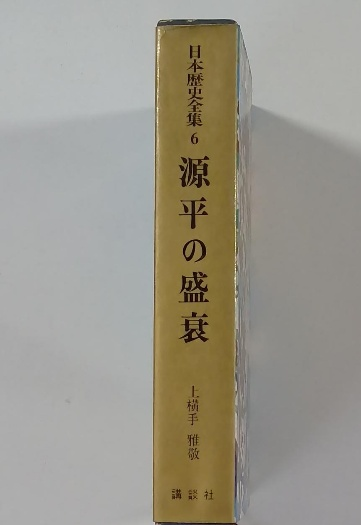 日本歴史全集 6
源平の盛衰
上横手 雅敬
講談社